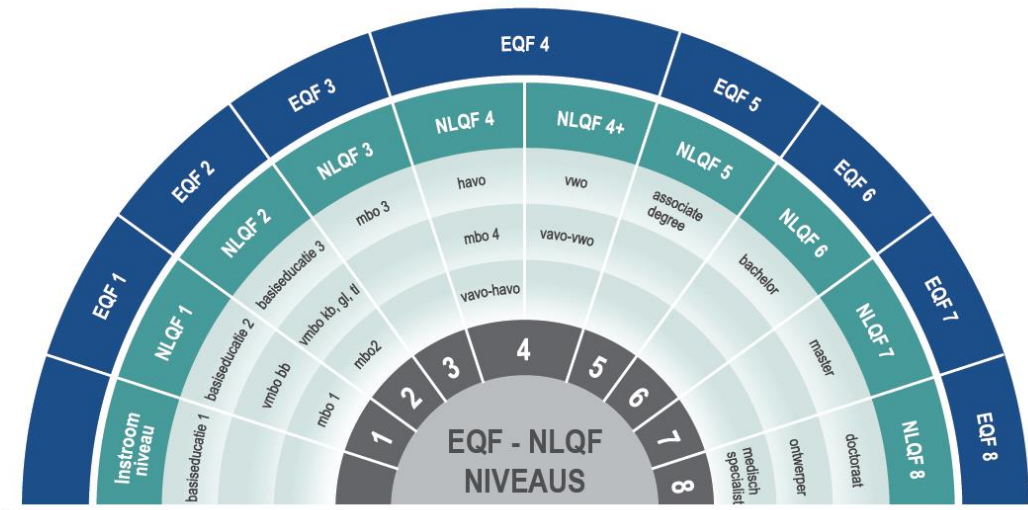 EQF 1
EQF 2
EQF 3
EQF 4
EQF 5
EQF 6
EQF 7
EQF 8
Instroom
niveau
NLQF 1
NLQF 2
NLQF 3
NLQF 4
NLQF 4+
NLQF 5
NLQF 6
NLQF 7
NLQF 8
basiseducatie 1
basiseducatie 2
vmbo bb
mbo 1
basiseducatie 3
vmbo kb, gl, tl
mbo2
mbo 3
havo
mbo 4
vavo-havo
vwo
vavo-vwo
associate
degree
bachelor
master
doctoraat
ontwerper
medisch
specialist
1
2
3
4
5
6
7
8
EQF - NLQF
NIVEAUS